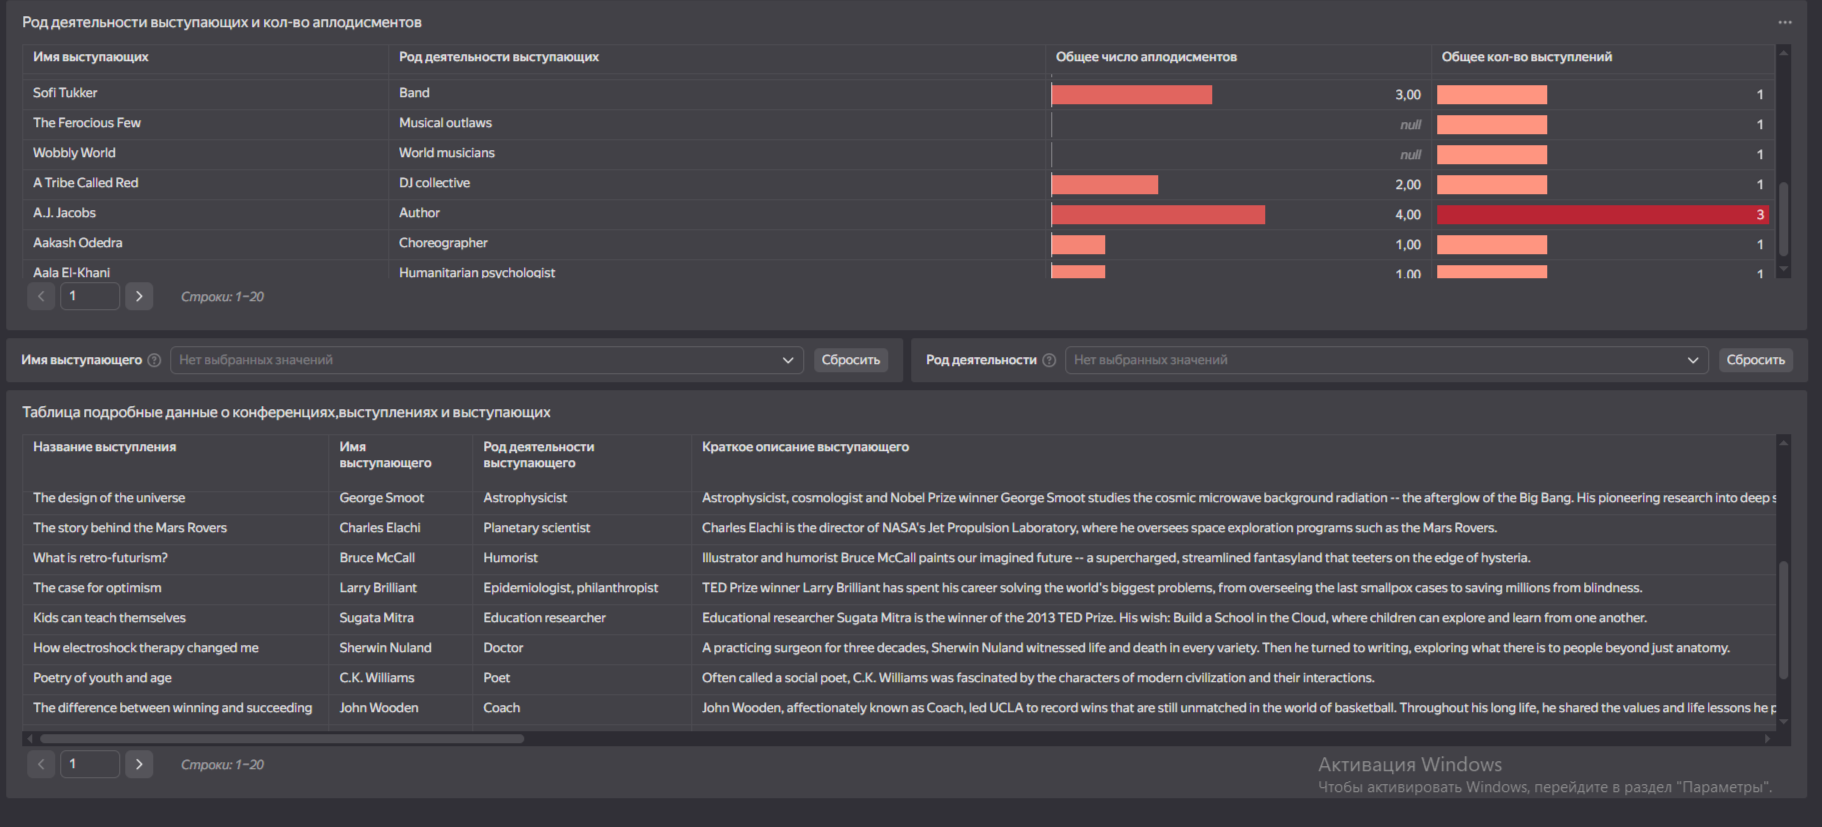 Род деятельности выступающих и кол-во аплодисментов
Имя выступающих Род деятельности выступающих Общее число аплодисментов Общее кол-во выступлений
Sofi Tukker Band 3,00 1
The Ferocious Few Musical outlaws null 1
Wobbly World World musicians null 1
A Tribe Called Red DJ collective 2,00 1
A.J. Jacobs Author 4,00 3
Aakash Odedra Choreographer 1,00 1
Aala El-Khani Humanitarian psychologist 1,00 1
1 Строки: 1–20
Имя выступающего Нет выбранных значений Сбросить Род деятельности Нет выбранных значений Сбросить
Таблица подробные данные о конференциях,выступлениях и выступающих
Название выступления Имя выступающего Род деятельности выступающего Краткое описание выступающего
The design of the universe George Smoot Astrophysicist Astrophysicist, cosmologist and Nobel Prize winner George Smoot studies the cosmic microwave background radiation -- the afterglow of the Big Bang. His pioneering research into deep s
The story behind the Mars Rovers Charles Elachi Planetary scientist Charles Elachi is the director of NASA's Jet Propulsion Laboratory, where he oversees space exploration programs such as the Mars Rovers.
What is retro-futurism? Bruce McCall Humorist Illustrator and humorist Bruce McCall paints our imagined future -- a supercharged, streamlined fantasyland that teeters on the edge of hysteria.
The case for optimism Larry Brilliant Epidemiologist, philanthropist TED Prize winner Larry Brilliant has spent his career solving the world's biggest problems, from overseeing the last smallpox cases to saving millions from blindness.
Kids can teach themselves Sugata Mitra Education researcher Educational researcher Sugata Mitra is the winner of the 2013 TED Prize. His wish: Build a School in the Cloud, where children can explore and learn from one another.
How electroshock therapy changed me Sherwin Nuland Doctor A practicing surgeon for three decades, Sherwin Nuland witnessed life and death in every variety. Then he turned to writing, exploring what there is to people beyond just anatomy.
Poetry of youth and age C.K. Williams Poet Often called a social poet, C.K. Williams was fascinated by the characters of modern civilization and their interactions.
The difference between winning and succeeding John Wooden Coach John Wooden, affectionately known as Coach, led UCLA to record wins that are still unmatched in the world of basketball. Throughout his long life, he shared the values and life lessons he p
1 Строки: 1–20
Активация Windows
Чтобы активировать Windows, перейдите в раздел "Параметры".